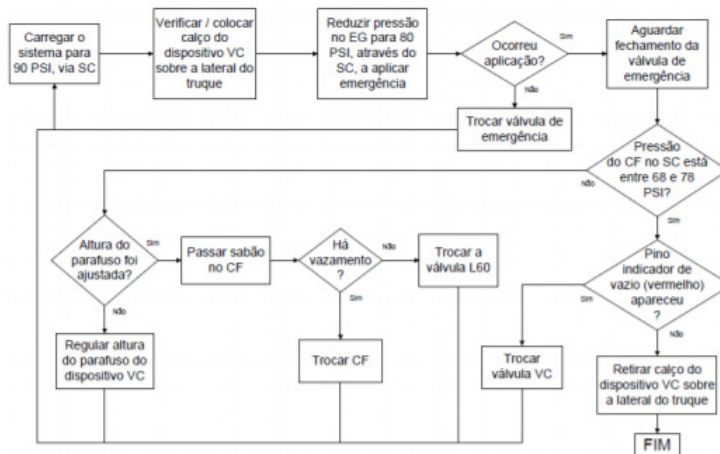 Carregar o
sistema para
90 PSI, via SC
Verificar / colocar
calço do
dispositivo VC
sobre a lateral do
truque
Reduzir pressão
no EG para 80
PSI, através do
SC, a aplicar
emergência
Ocorreu
aplicação?
Sim
Não
Aguardar
fechamento da
válvula de
emergência
Trocar válvula de
emergência
Pressão
do CF no SC está
entre 68 e 78
PSI?
Não
Sim
Altura do
parafuso foi
ajustada?
Sim
Não
Passar sabão
no CF
Há
vazamento
?
Não
Sim
Trocar a
válvula L60
Pino
indicador de
vazio (vermelho)
apareceu
?
Sim
Não
Regular altura
do parafuso do
dispositivo VC
Trocar CF
Trocar
válvula VC
Retirar calço do
dispositivo VC sobre
a lateral do truque
FIM